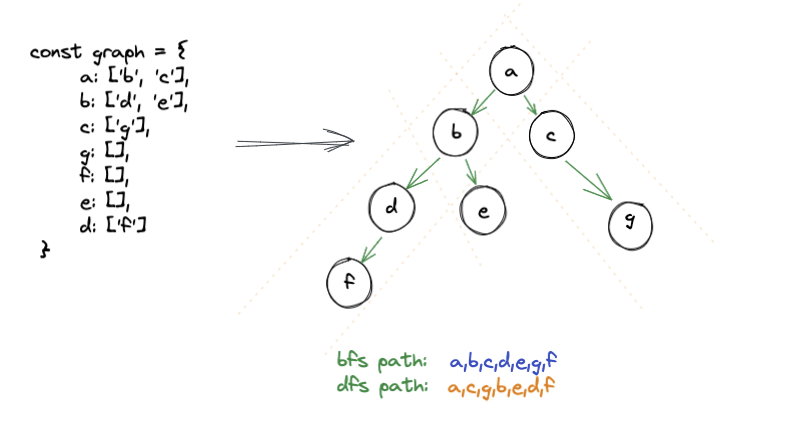 const graph = {
a: ['b', 'c'],
b: ['d', 'e'],
c: ['g'],
g: [],
f: [],
e: [],
d: ['f']
}
a
b
c
d
e
g
f
bfs path: a,b,c,d,e,g,f
dfs path: a,c,g,b,e,d,f